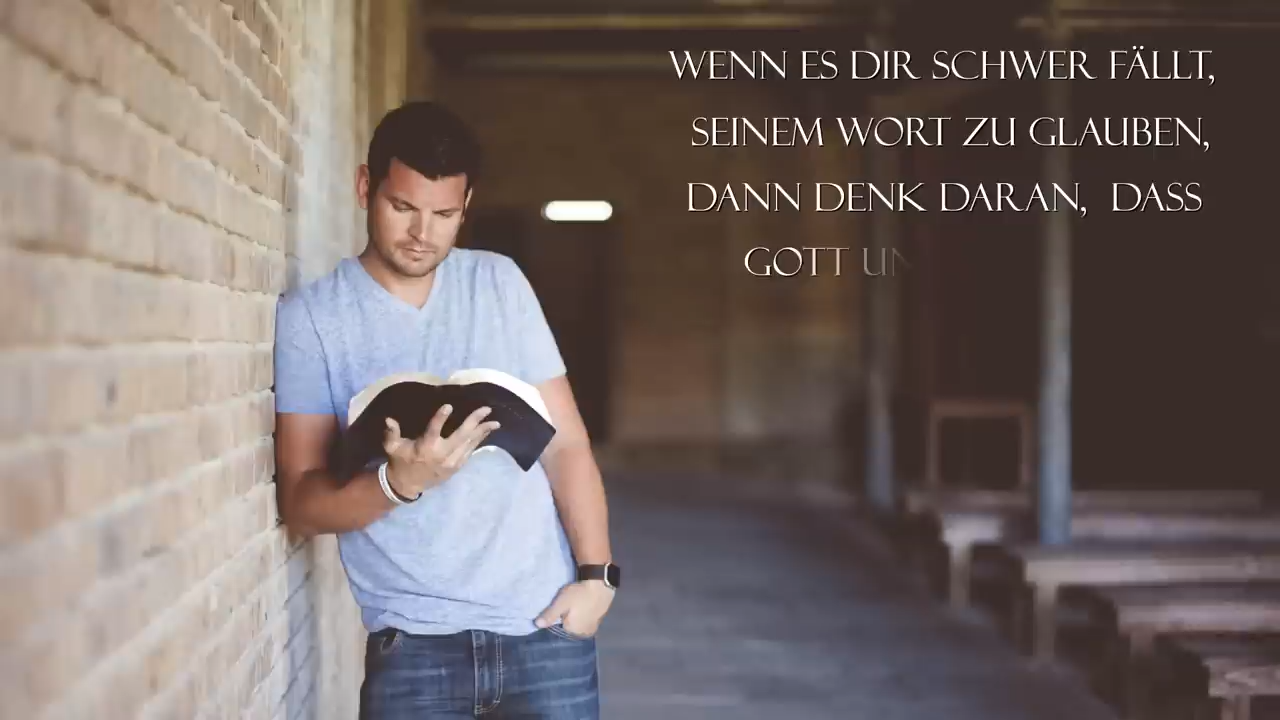 WENN ES DIR SCHWER FÄLLT,
SEINEM WORT ZU GLAUBEN,
DANN DENK DARAN, DASS
GOTT